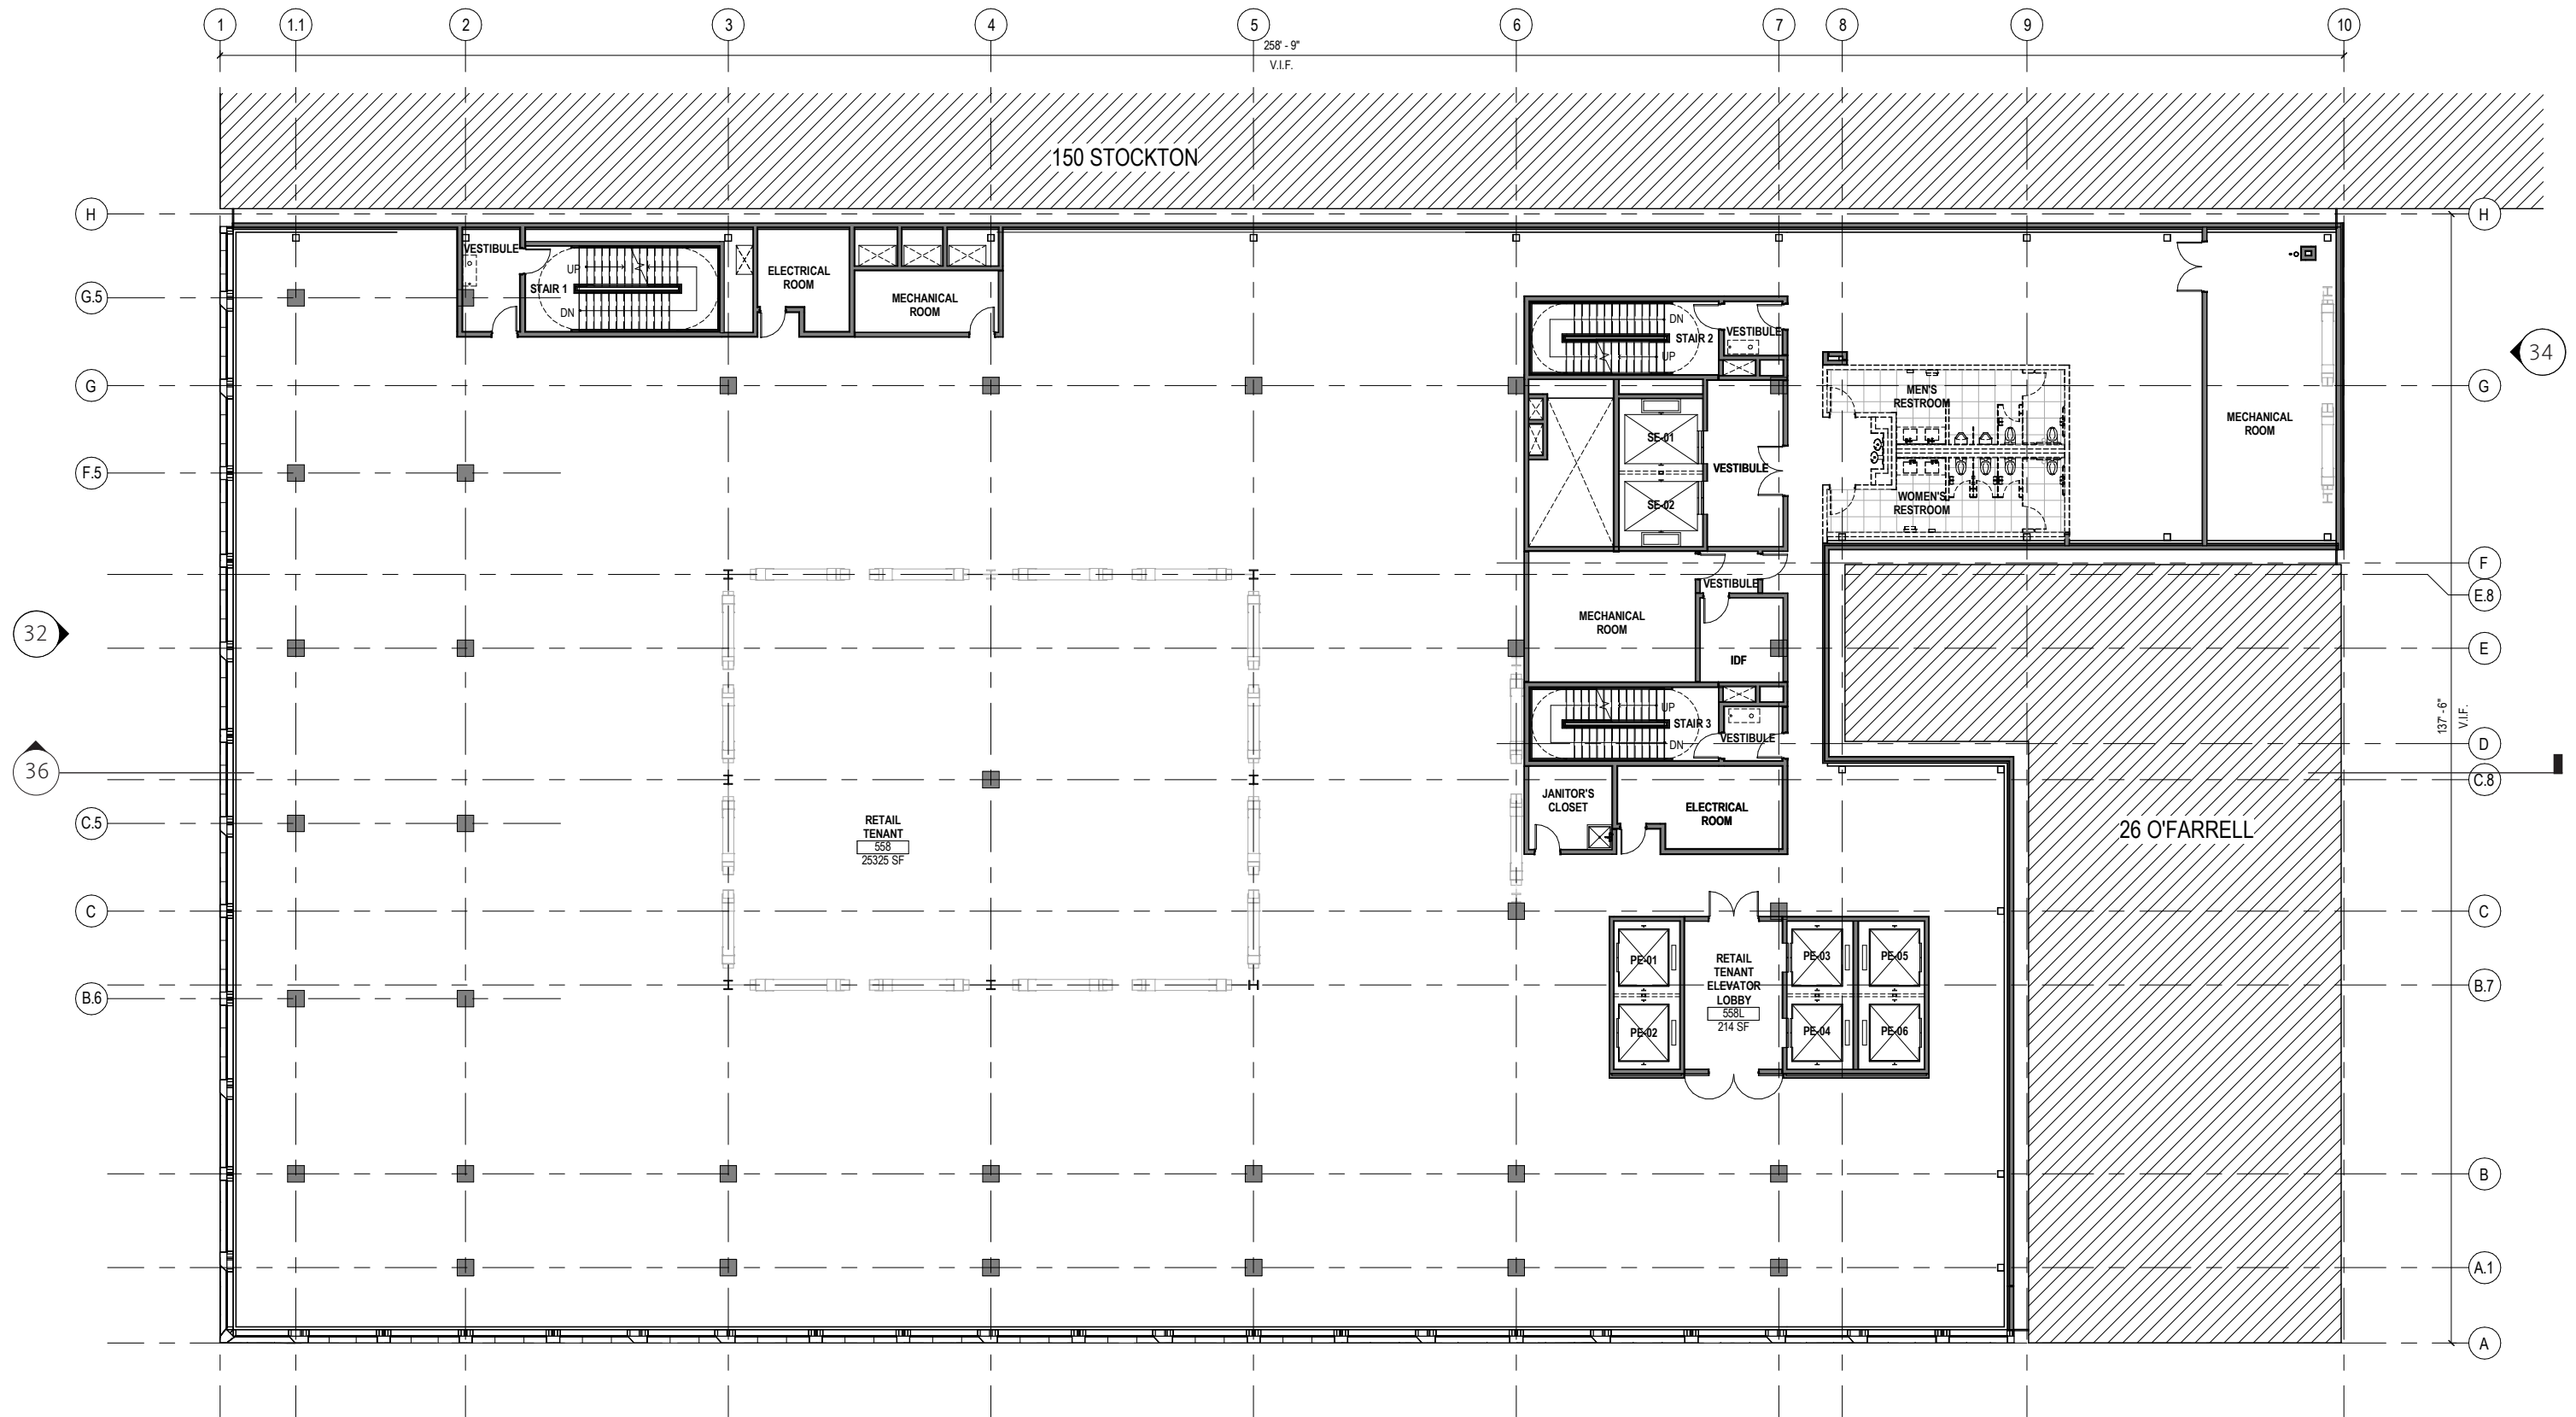 1
1.1
2
3
4
5
6
7
8
9
10
258' - 9"
V.I.F.
150 STOCKTON
H
H
VESTIBULE
UP
STAIR 1
DN
ELECTRICAL
ROOM
MECHANICAL
ROOM
G.5
DN
STAIR 2
UP
VESTIBULE
34
G
G
MEN'S
RESTROOM
MECHANICAL
ROOM
SE-01
VESTIBULE
SE-02
F.5
WOMEN'S
RESTROOM
F
E.8
VESTIBULE
MECHANICAL
ROOM
32
E
IDF
UP
STAIR 3
VESTIBULE
DN
137' - 6"
V.I.F.
D
36
C.8
JANITOR'S
CLOSET
ELECTRICAL
ROOM
C.5
RETAIL
TENANT
558
25325 SF
26 O'FARRELL
C
C
PE-01
RETAIL
TENANT
ELEVATOR
LOBBY
558L
214 SF
PE-03
PE-05
B.6
B.7
PE-02
PE-04
PE-06
B
A.1
A